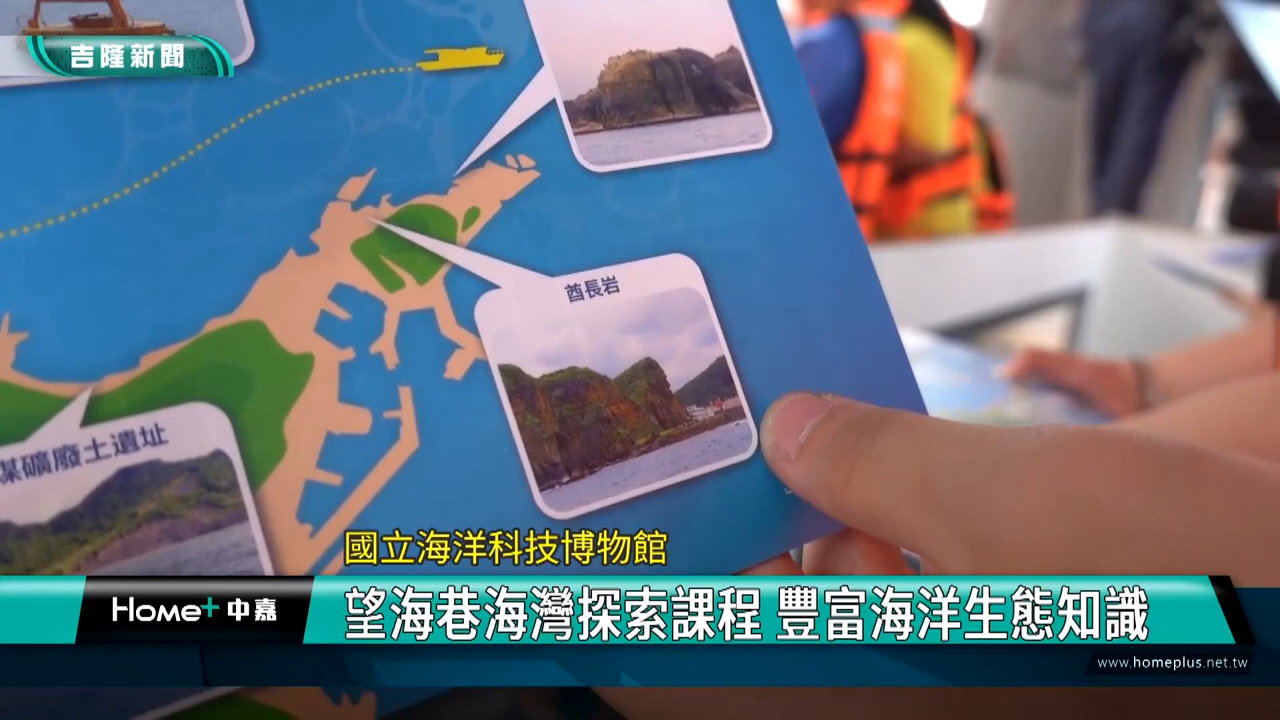 吉隆新聞
酋長岩
煤礦廢土遺址
國立海洋科技博物館
Home+中嘉
望海巷海灣探索課程 豐富海洋生態知識
www.homeplus.net.tw